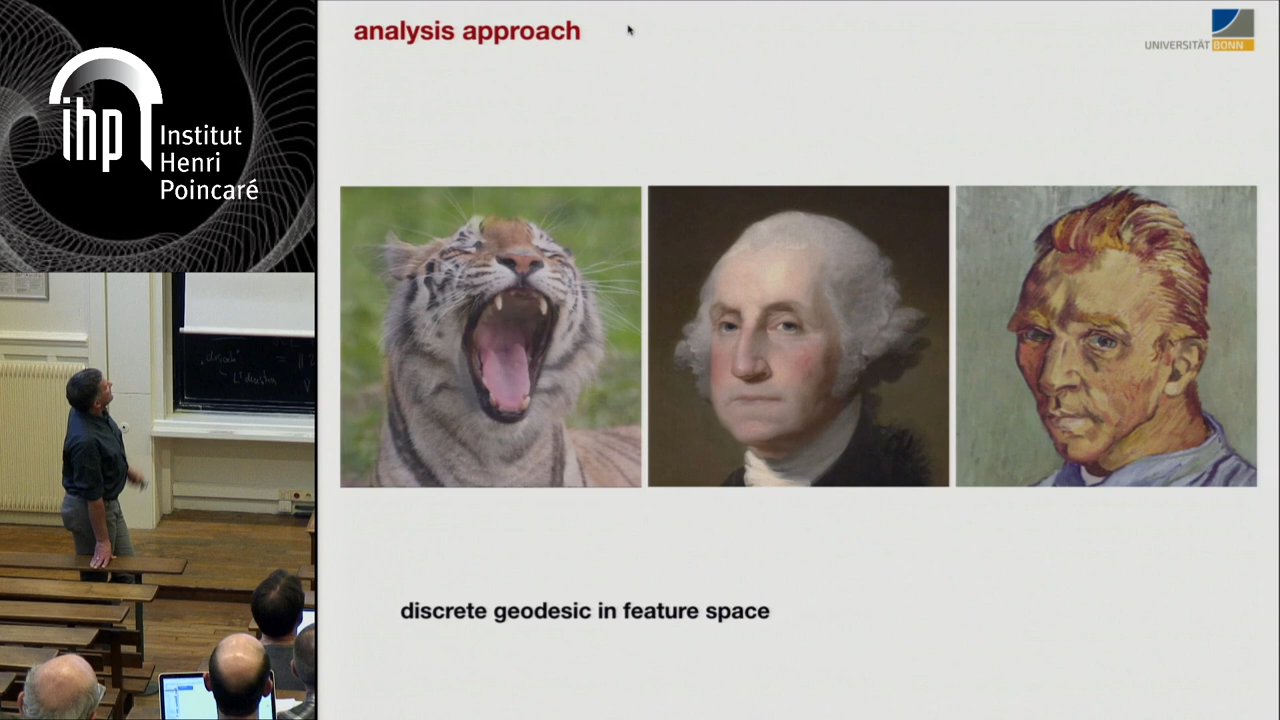 ihp
Institut
Henri
Poincaré
analysis approach
UNIVERSITÄT BONN
discrete geodesic in feature space